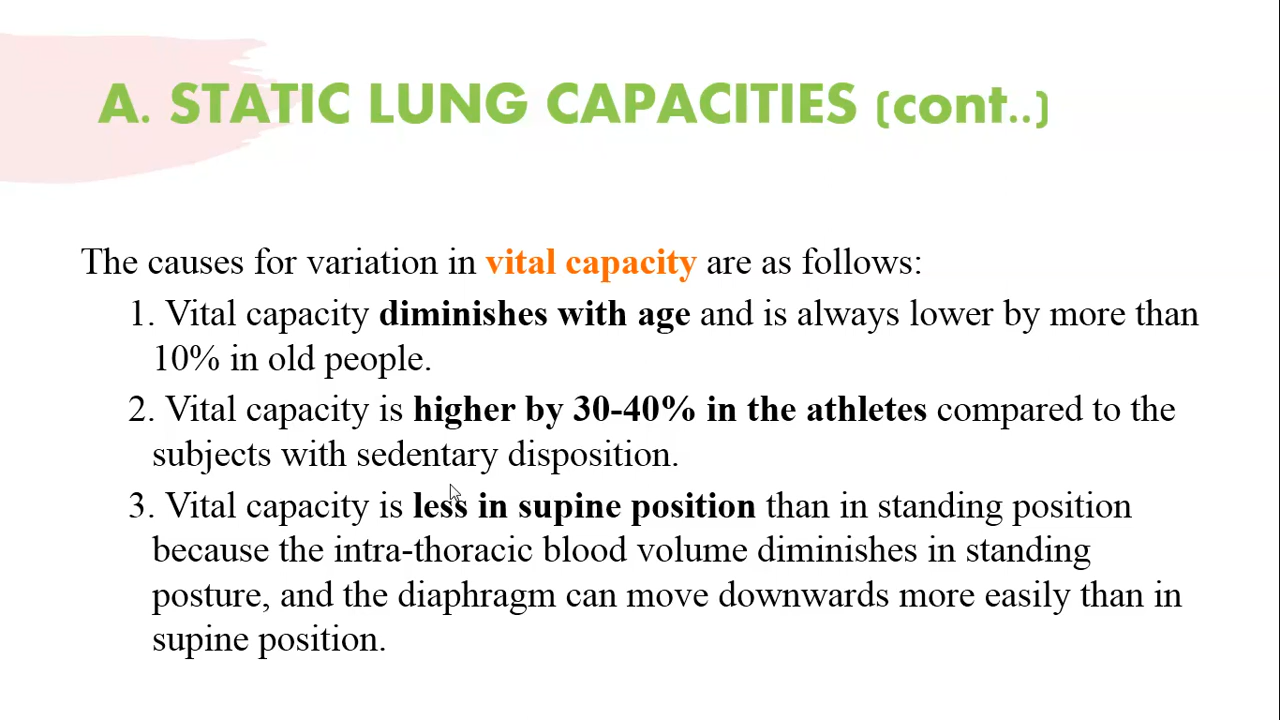 A. STATIC LUNG CAPACITIES (cont..)
The causes for variation in vital capacity are as follows:
1. Vital capacity diminishes with age and is always lower by more than
10% in old people.
2. Vital capacity is higher by 30-40% in the athletes compared to the
subjects with sedentary disposition.
3. Vital capacity is less in supine position than in standing position
because the intra-thoracic blood volume diminishes in standing
posture, and the diaphragm can move downwards more easily than in
supine position.